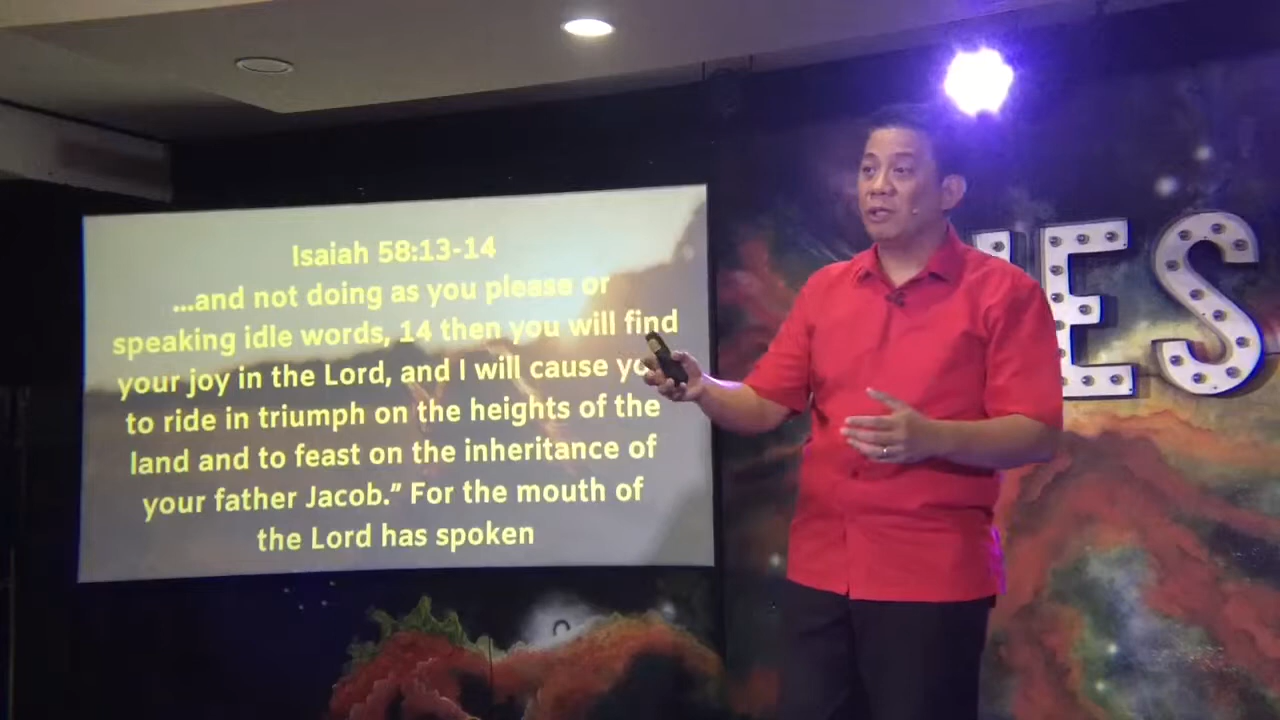 Isaiah 58:13-14
...and not doing as you please or
speaking idle words, 14 then you will find
your joy in the Lord, and I will cause you
to ride in triumph on the heights of the
land and to feast on the inheritance of
your father Jacob.” For the mouth of
the Lord has spoken
ES